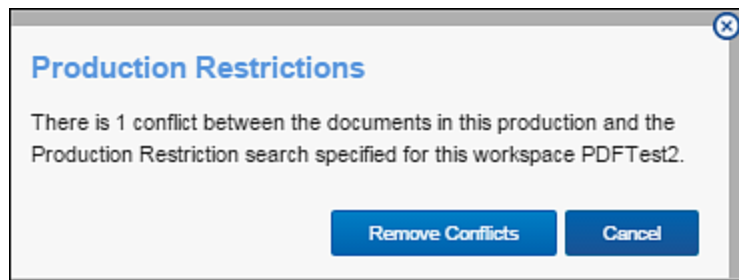 Production Restrictions
There is 1 conflict between the documents in this production and the
Production Restriction search specified for this workspace PDFTest2.
Remove Conflicts
Cancel